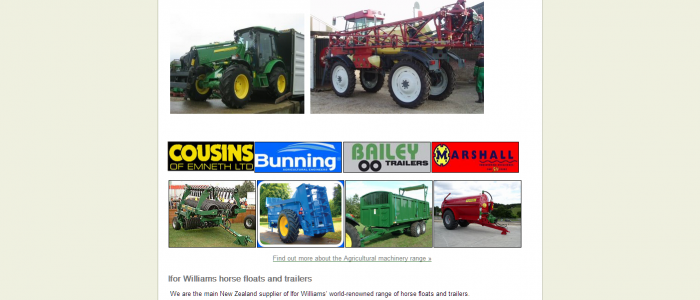 COUSINS
OF EMNETH LTD
Bunning
BAILEY
TRAILERS
MARSHALL
Find out more about the Agricultural machinery range »
Ifor Williams horse floats and trailers
We are the main New Zealand supplier of Ifor Williams' world-renowned range of horse floats and trailers.